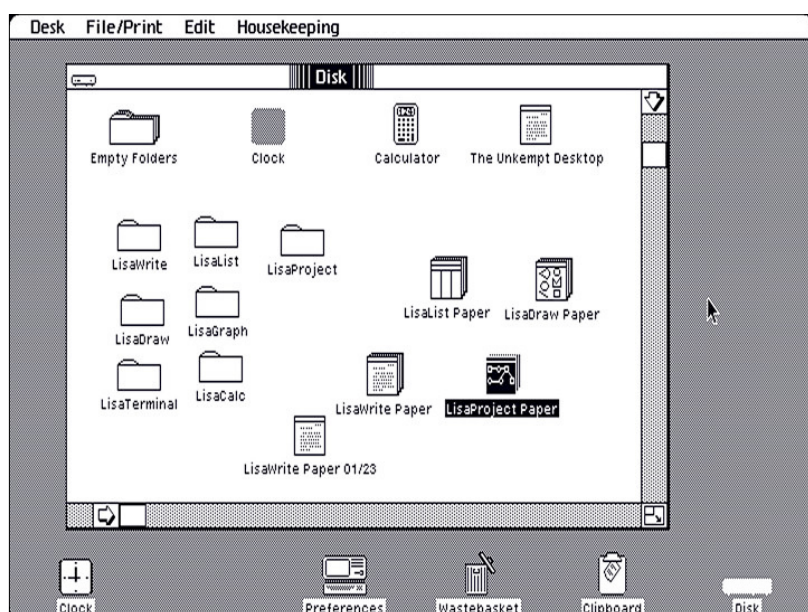 Desk File/Print Edit Housekeeping
Disk
Empty Folders Clock Calculator The Unkempt Desktop
LisaWrite LisaList LisaProject
LisaList Paper LisaDraw Paper
LisaDraw LisaGraph
LisaTerminal LisaCalc LisaWrite Paper LisaProject Paper
LisaWrite Paper 01/23
Clock Preferences Wastebasket Clipboard Disk